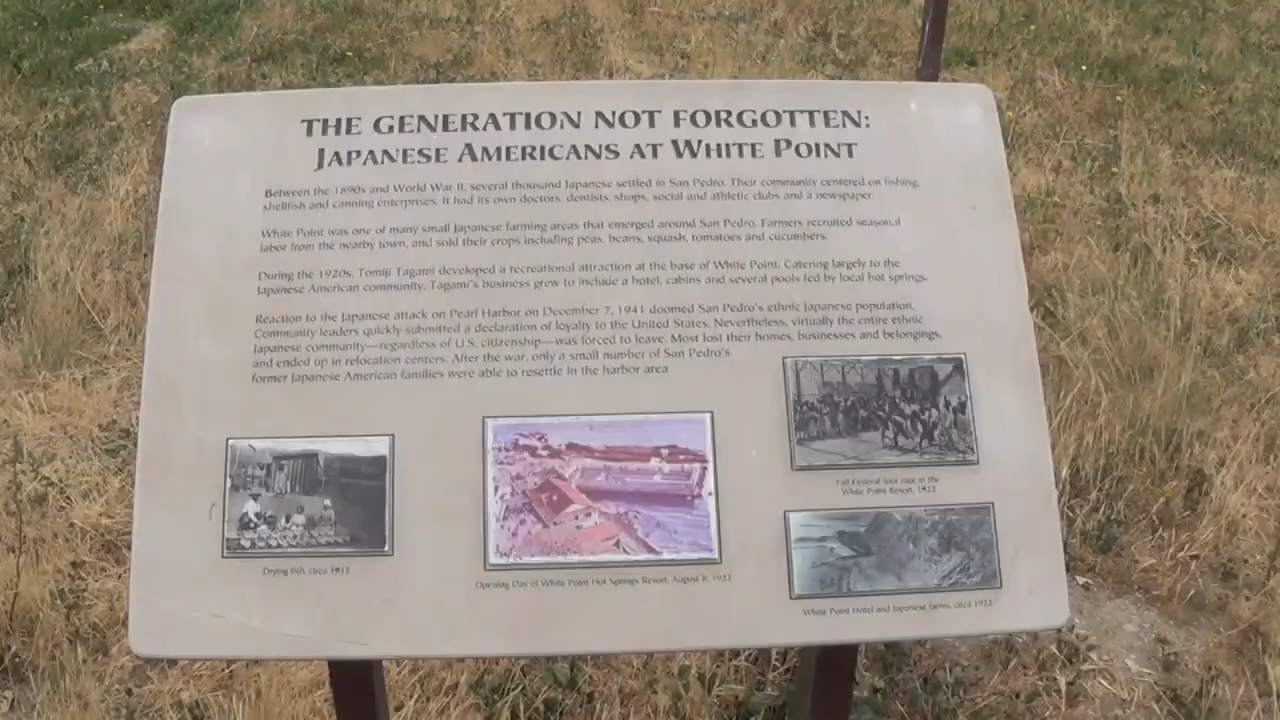 THE GENERATION NOT FORGOTTEN:
JAPANESE AMERICANS AT WHITE POINT
Between the 1890s and World War II, several thousand Japanese settled in San Pedro. Their community centered on fishing,
shellfish and canning enterprises. It had its own doctors, dentists, shops, social and athletic clubs and a newspaper.
White Point was one of many small Japanese farming areas that emerged around San Pedro. Farmers recruited seasonal
labor from the nearby town, and sold their crops including peas, beans, squash, tomatoes and cucumbers.
During the 1920s, Tomiji Tagami developed a recreational attraction at the base of White Point. Catering largely to the
Japanese American community, Tagami's business grew to include a hotel, cabins and several pools fed by local hot springs.
Reaction to the Japanese attack on Pearl Harbor on December 7, 1941 doomed San Pedro's ethnic Japanese population.
Community leaders quickly submitted a declaration of loyalty to the United States. Nevertheless, virtually the entire ethnic
Japanese community—regardless of U.S. citizenship—was forced to leave. Most lost their homes, businesses and belongings,
and ended up in relocation centers. After the war, only a small number of San Pedro's
former Japanese American families were able to resettle in the harbor area
Drying fish, circa 1912
Opening Day of White Point Hot Springs Resort, August 8, 1922
Fall Festival foot race at the
White Point Resort,
White Point Hotel and Japanese farms, circa 1922